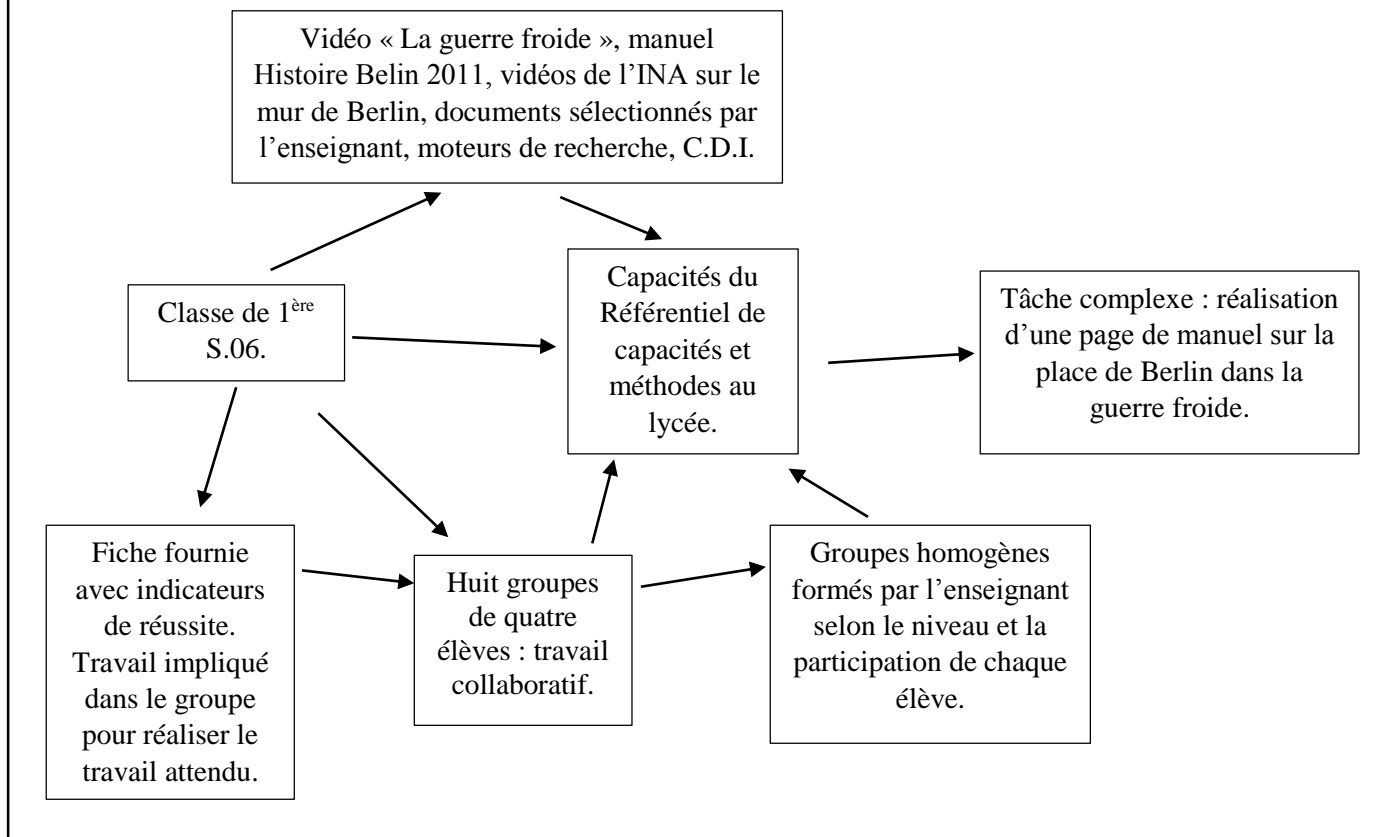 Vidéo « La guerre froide », manuel
Histoire Belin 2011, vidéos de l’INA sur le
mur de Berlin, documents sélectionnés par
l’enseignant, moteurs de recherche, C.D.I.
Classe de 1ère
S.06.
Capacités du
Référentiel de
capacités et
méthodes au
lycée.
Tâche complexe : réalisation
d’une page de manuel sur la
place de Berlin dans la
guerre froide.
Fiche fournie
avec indicateurs
de réussite.
Travail impliqué
dans le groupe
pour réaliser le
travail attendu.
Huit groupes
de quatre
élèves : travail
collaboratif.
Groupes homogènes
formés par l’enseignant
selon le niveau et la
participation de chaque
élève.